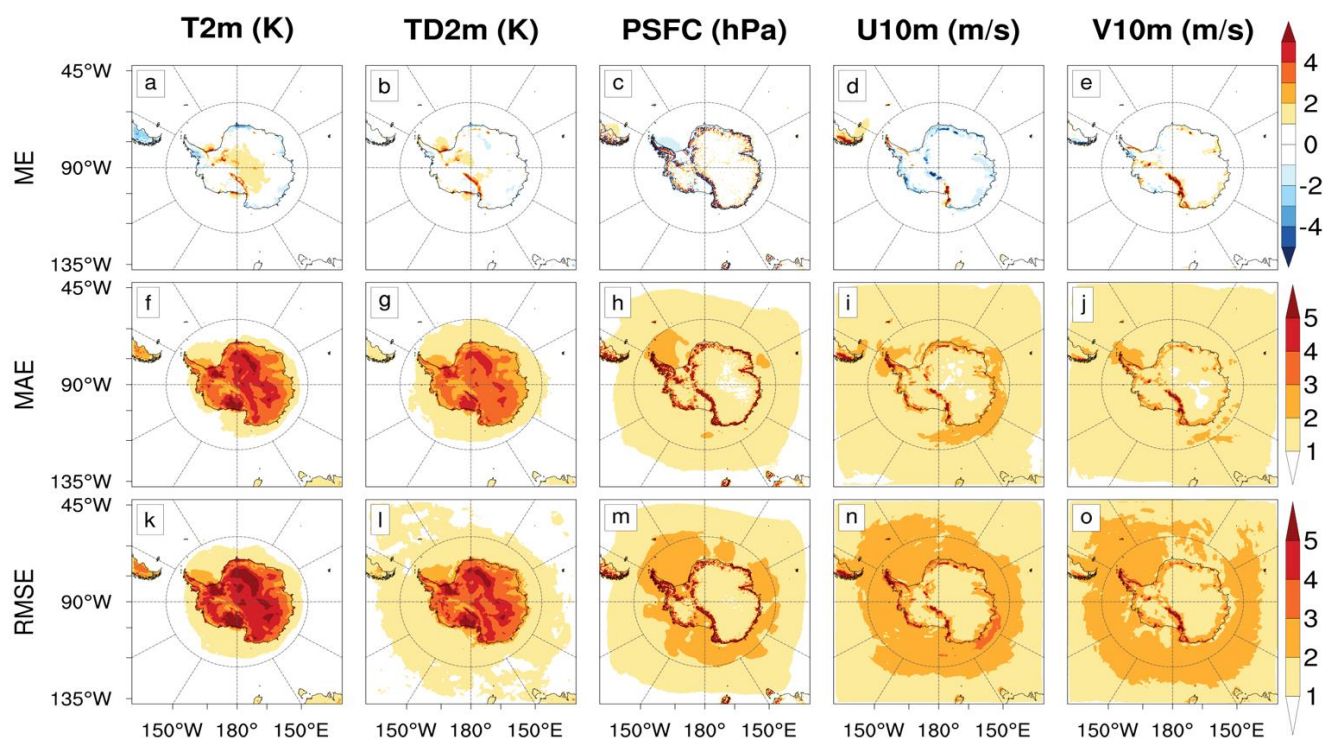 T2m (K) TD2m (K) PSFC (hPa) U10m (m/s) V10m (m/s)
45°W a b c d e 4
2
ME 90°W 0
-2
135°W -4
45°W f g h i j 5
4
MAE 90°W 3
2
135°W 1
45°W k l m n o 5
4
RMSE 90°W 3
2
135°W 1
150°W 180° 150°E 150°W 180° 150°E 150°W 180° 150°E 150°W 180° 150°E 150°W 180° 150°E